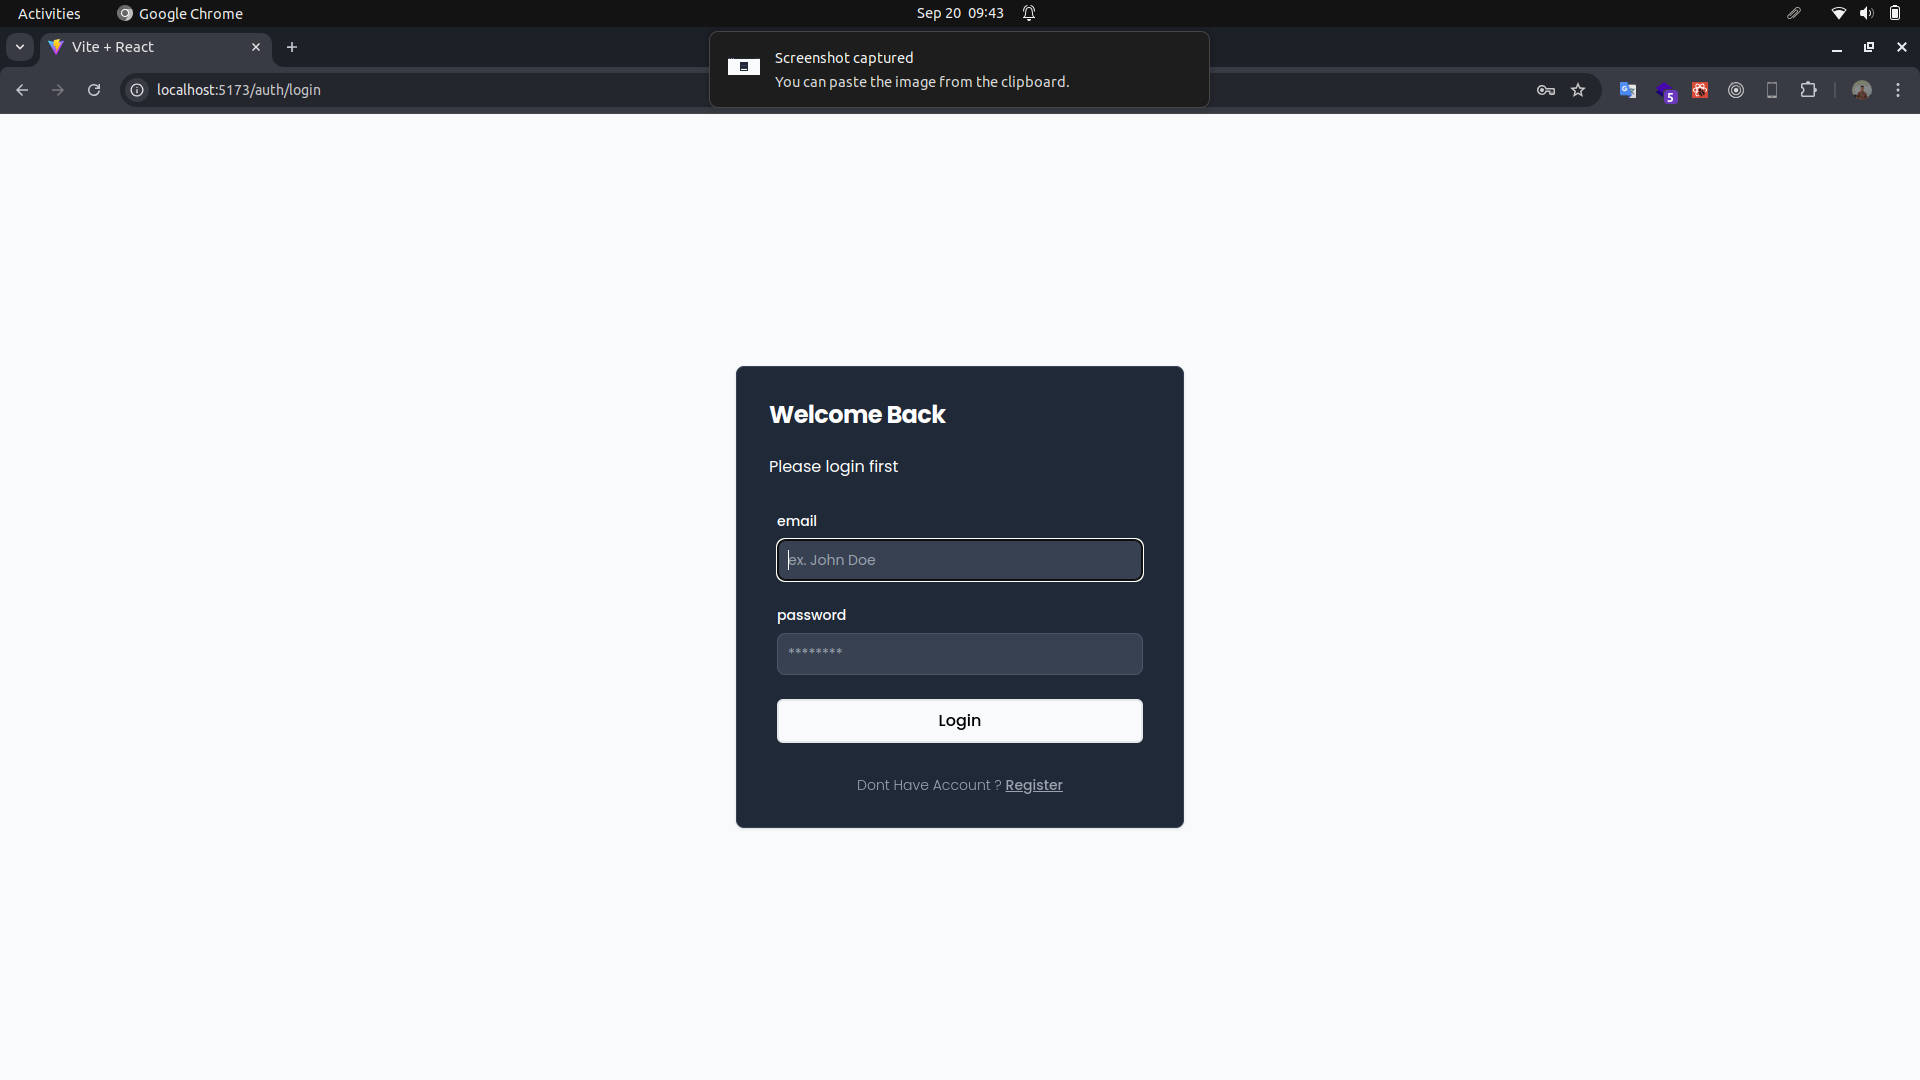 Activities
Google Chrome
Sep 20 09:43
Vite + React
Screenshot captured
You can paste the image from the clipboard.
localhost:5173/auth/login
5
Welcome Back
Please login first
email
ex. John Doe
password
********
Login
Dont Have Account ? Register